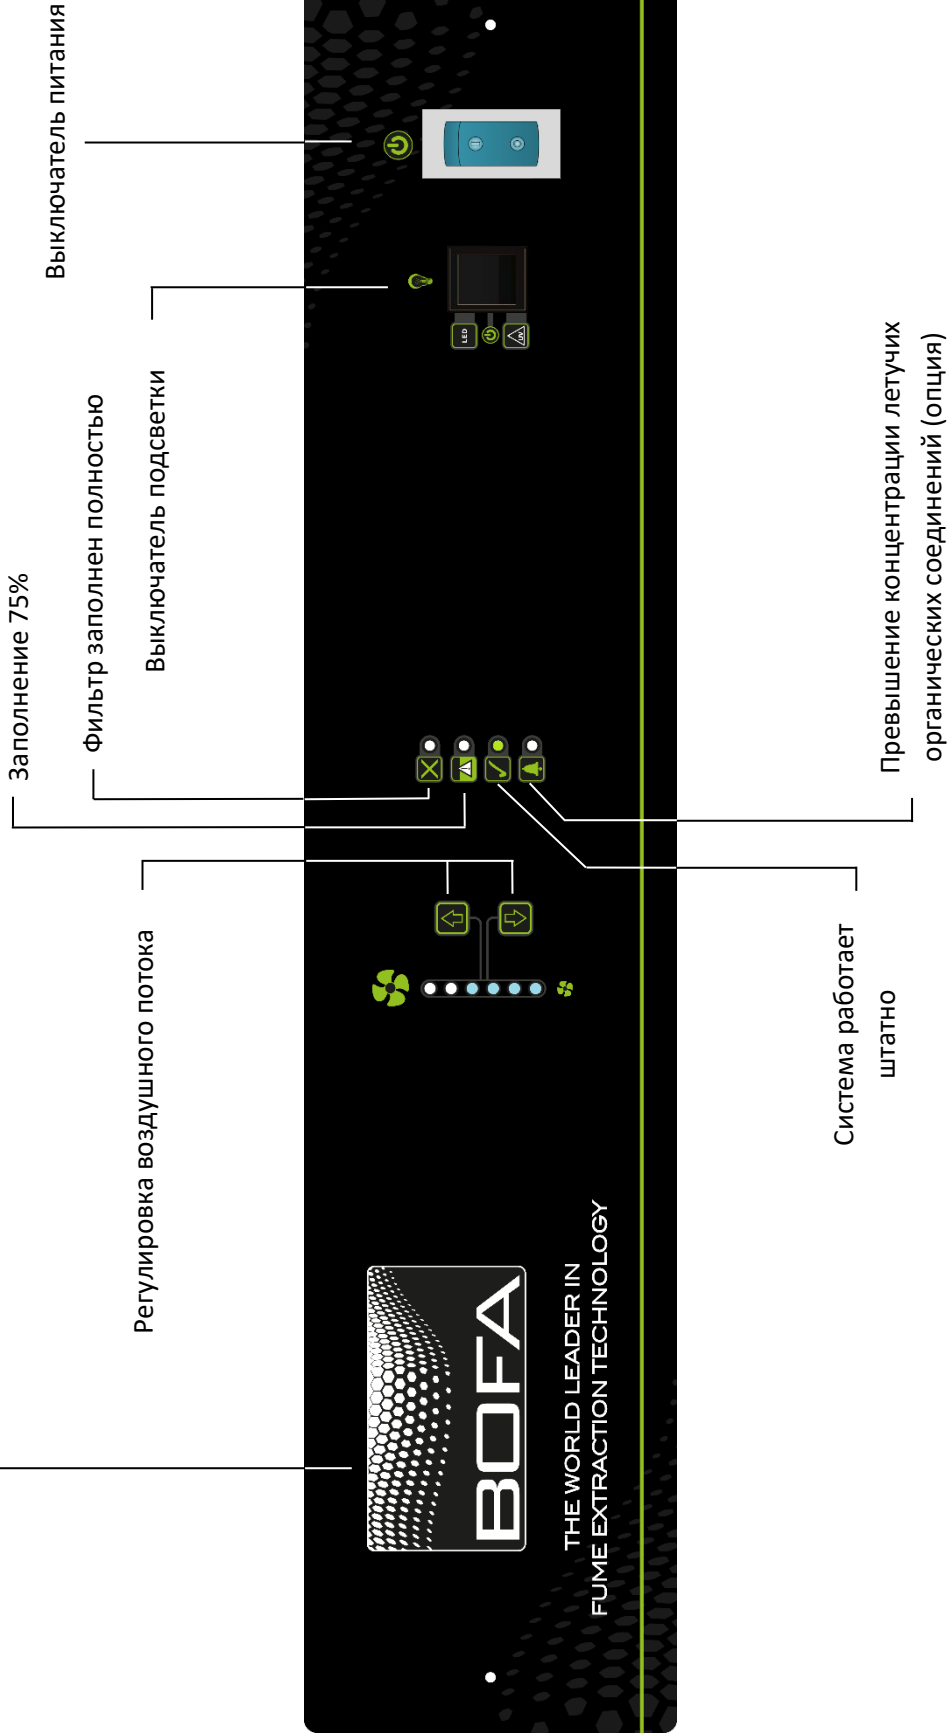 Заполнение 75%
Фильтр заполнен полностью
Выключатель подсветки
Выключатель питания
Регулировка воздушного потока
BOFA
THE WORLD LEADER IN
FUME EXTRACTION TECHNOLOGY
LED
UV
Система работает
штатно
Превышение концентрации летучих
органических соединений (опция)